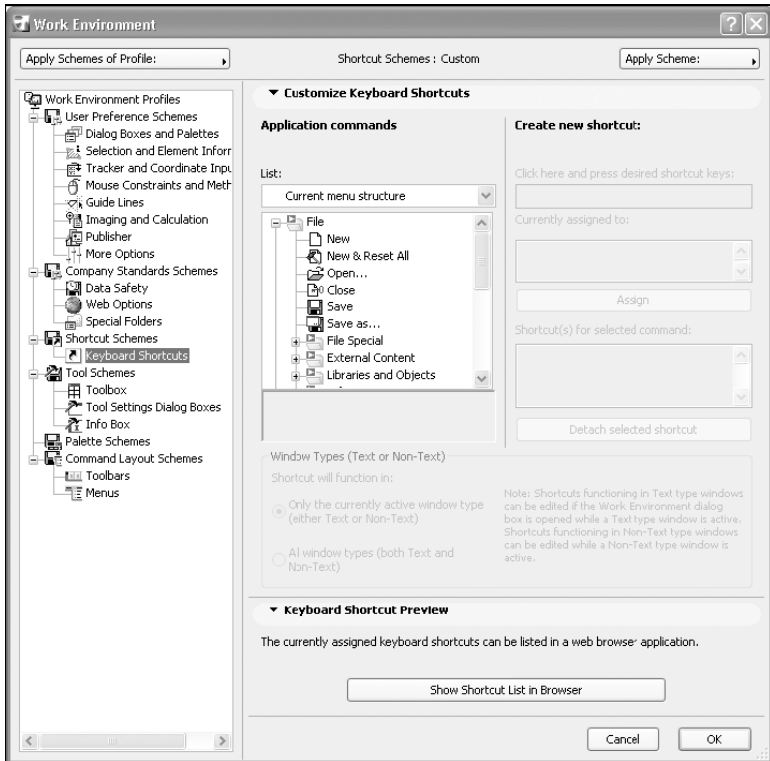 Work Environment
Apply Schemes of Profile:
Shortcut Schemes : Custom
Apply Scheme:
Work Environment Profiles
User Preference Schemes
Dialog Boxes and Palettes
Selection and Element Inforr
Tracker and Coordinate Inpu
Mouse Constraints and Meth
Guide Lines
Imaging and Calculation
Publisher
More Options
Company Standards Schemes
Data Safety
Web Options
Special Folders
Shortcut Schemes
Keyboard Shortcuts
Tool Schemes
Toolbox
Tool Settings Dialog Boxes
Info Box
Palette Schemes
Command Layout Schemes
Toolbars
Menus
Customize Keyboard Shortcuts
Application commands
List:
Current menu structure
File
New
New & Reset All
Open...
Close
Save
Save as...
File Special
External Content
Libraries and Objects
Create new shortcut:
Click here and press desired shortcut keys:
Currently assigned to:
Assign
Shortcut(s) for selected command:
Detach selected shortcut
Window Types (Text or Non-Text)
Shortcut will function in:
Only the currently active window type
(either Text or Non-Text)
Al window types (both Text and
Non-Text)
Note: Shortcuts functioning in Text type windows
can be edited if the Work Environment dialog
box is opened while a Text type window is active.
Shortcuts functioning in Non-Text type windows
can be edited while a Non-Text type window is
active.
Keyboard Shortcut Preview
The currently assigned keyboard shortcuts can be listed in a web browser application.
Show Shortcut List in Browser
Cancel
OK